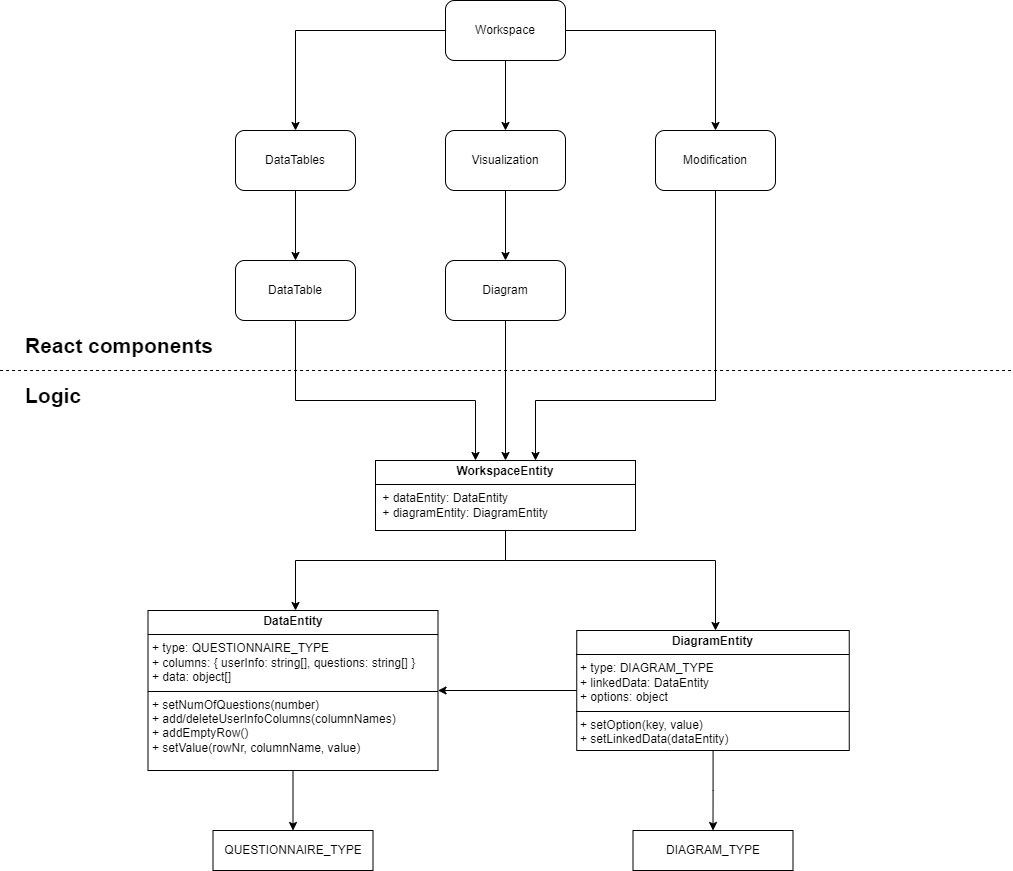 Workspace
DataTables
Visualization
Modification
DataTable
Diagram
React components
Logic
WorkspaceEntity
+ dataEntity: DataEntity
+ diagramEntity: DiagramEntity
DataEntity
+ type: QUESTIONNAIRE_TYPE
+ columns: { userInfo: string[], questions: string[] }
+ data: object[]
+ setNumOfQuestions(number)
+ add/deleteUserInfoColumns(columnNames)
+ addEmptyRow()
+ setValue(rowNr, columnName, value)
DiagramEntity
+ type: DIAGRAM_TYPE
+ linkedData: DataEntity
+ options: object
+ setOption(key, value)
+ setLinkedData(dataEntity)
QUESTIONNAIRE_TYPE
DIAGRAM_TYPE